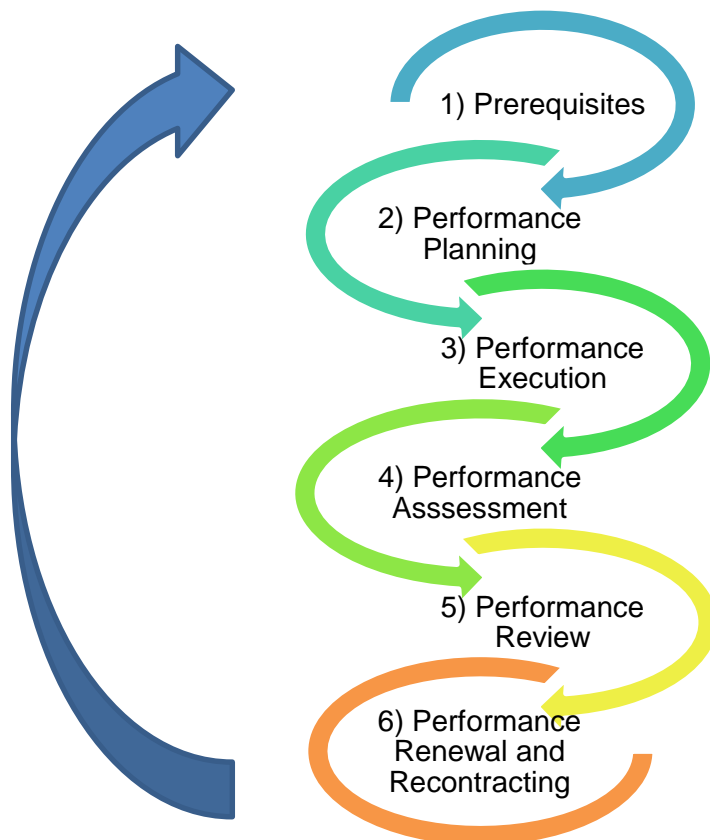 1) Prerequisites
2) Performance
Planning
3) Performance
Execution
4) Performance
Asssessment
5) Performance
Review
6) Performance
Renewal and
Recontracting